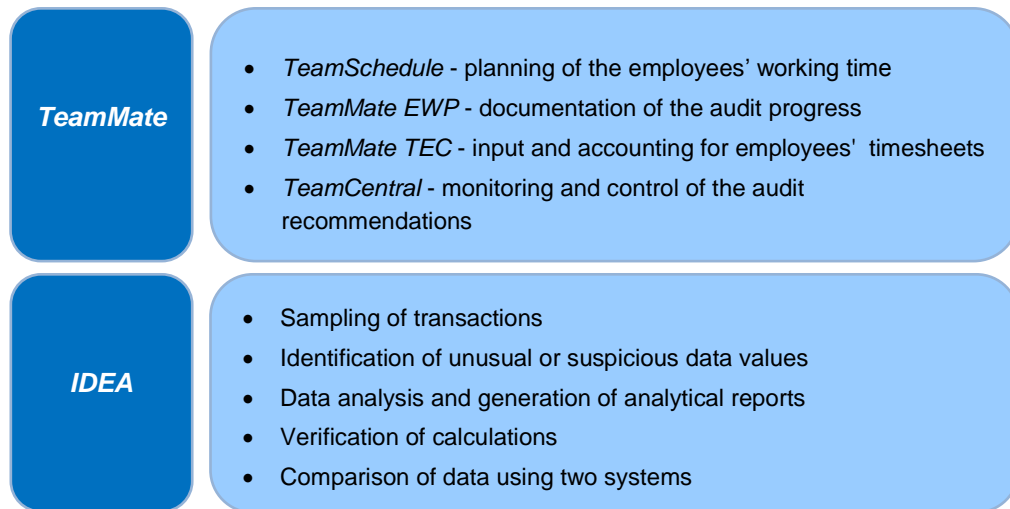 TeamMate
• TeamSchedule - planning of the employees’ working time
• TeamMate EWP - documentation of the audit progress
• TeamMate TEC - input and accounting for employees’ timesheets
• TeamCentral - monitoring and control of the audit
recommendations
IDEA
• Sampling of transactions
• Identification of unusual or suspicious data values
• Data analysis and generation of analytical reports
• Verification of calculations
• Comparison of data using two systems